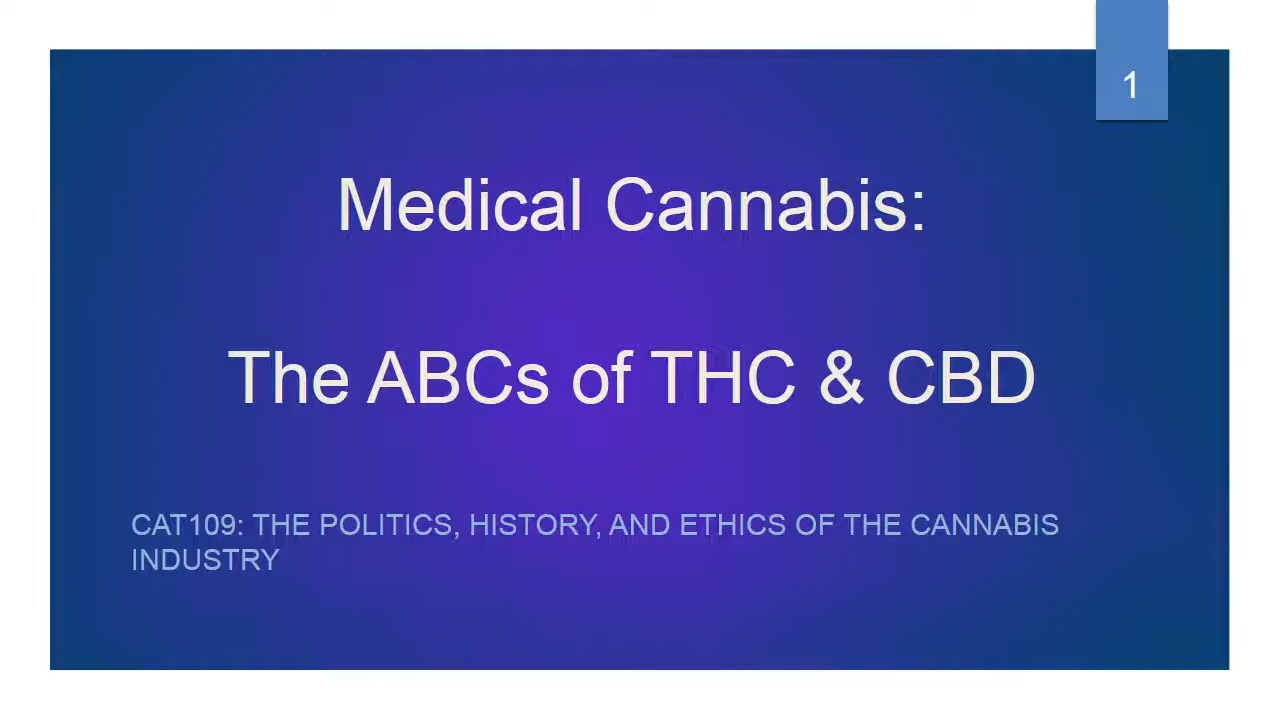 1
Medical Cannabis:
The ABCs of THC & CBD
CAT109: THE POLITICS, HISTORY, AND ETHICS OF THE CANNABIS
INDUSTRY